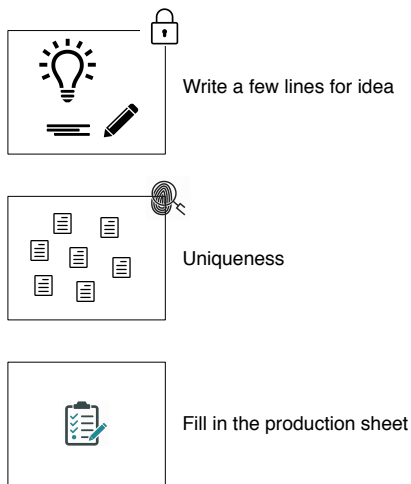 Write a few lines for idea
Uniqueness
Fill in the production sheet